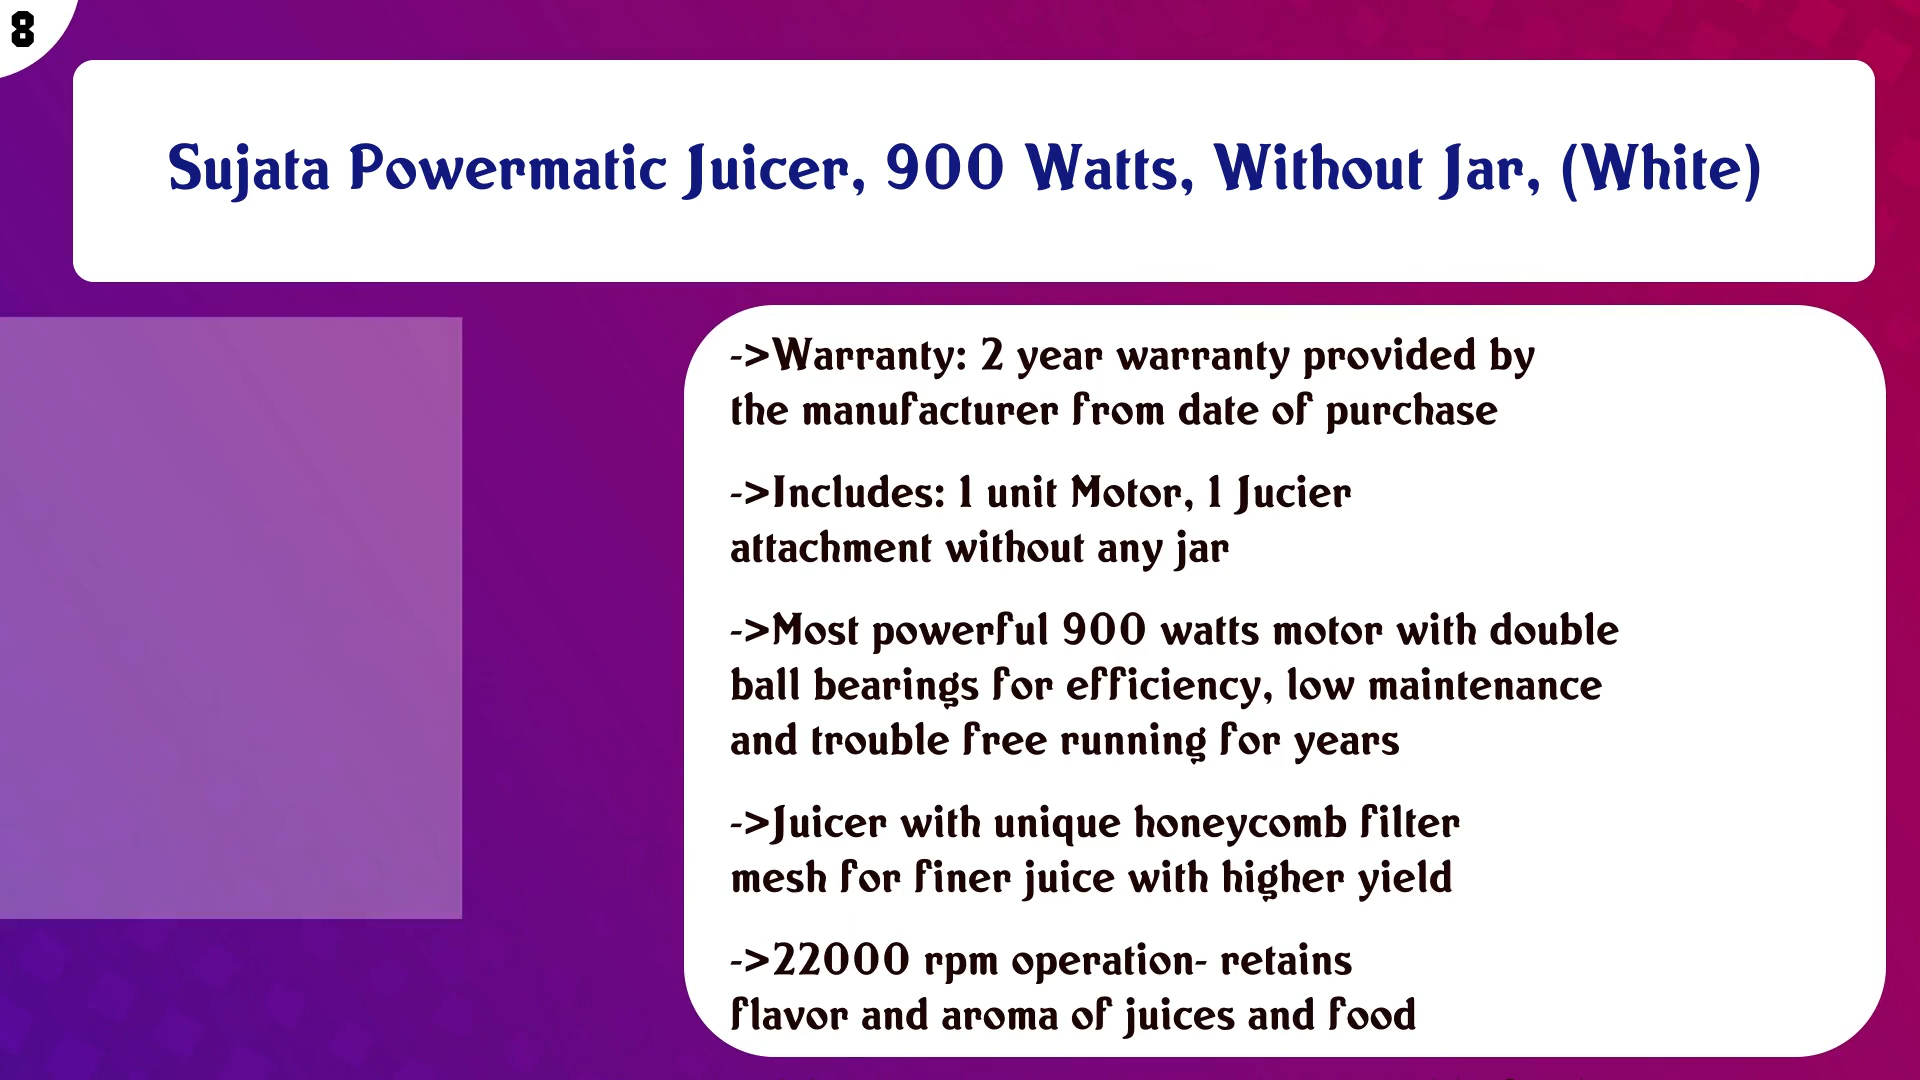 8
Sujata Powermatic Juicer, 900 Watts, Without Jar, (White)
->Warranty: 2 year warranty provided by
the manufacturer from date of purchase
->Includes: 1 unit Motor, 1 Jucier
attachment without any jar
->Most powerful 900 watts motor with double
ball bearings for efficiency, low maintenance
and trouble free running for years
->Juicer with unique honeycomb filter
mesh for finer juice with higher yield
->22000 rpm operation- retains
flavor and aroma of juices and food